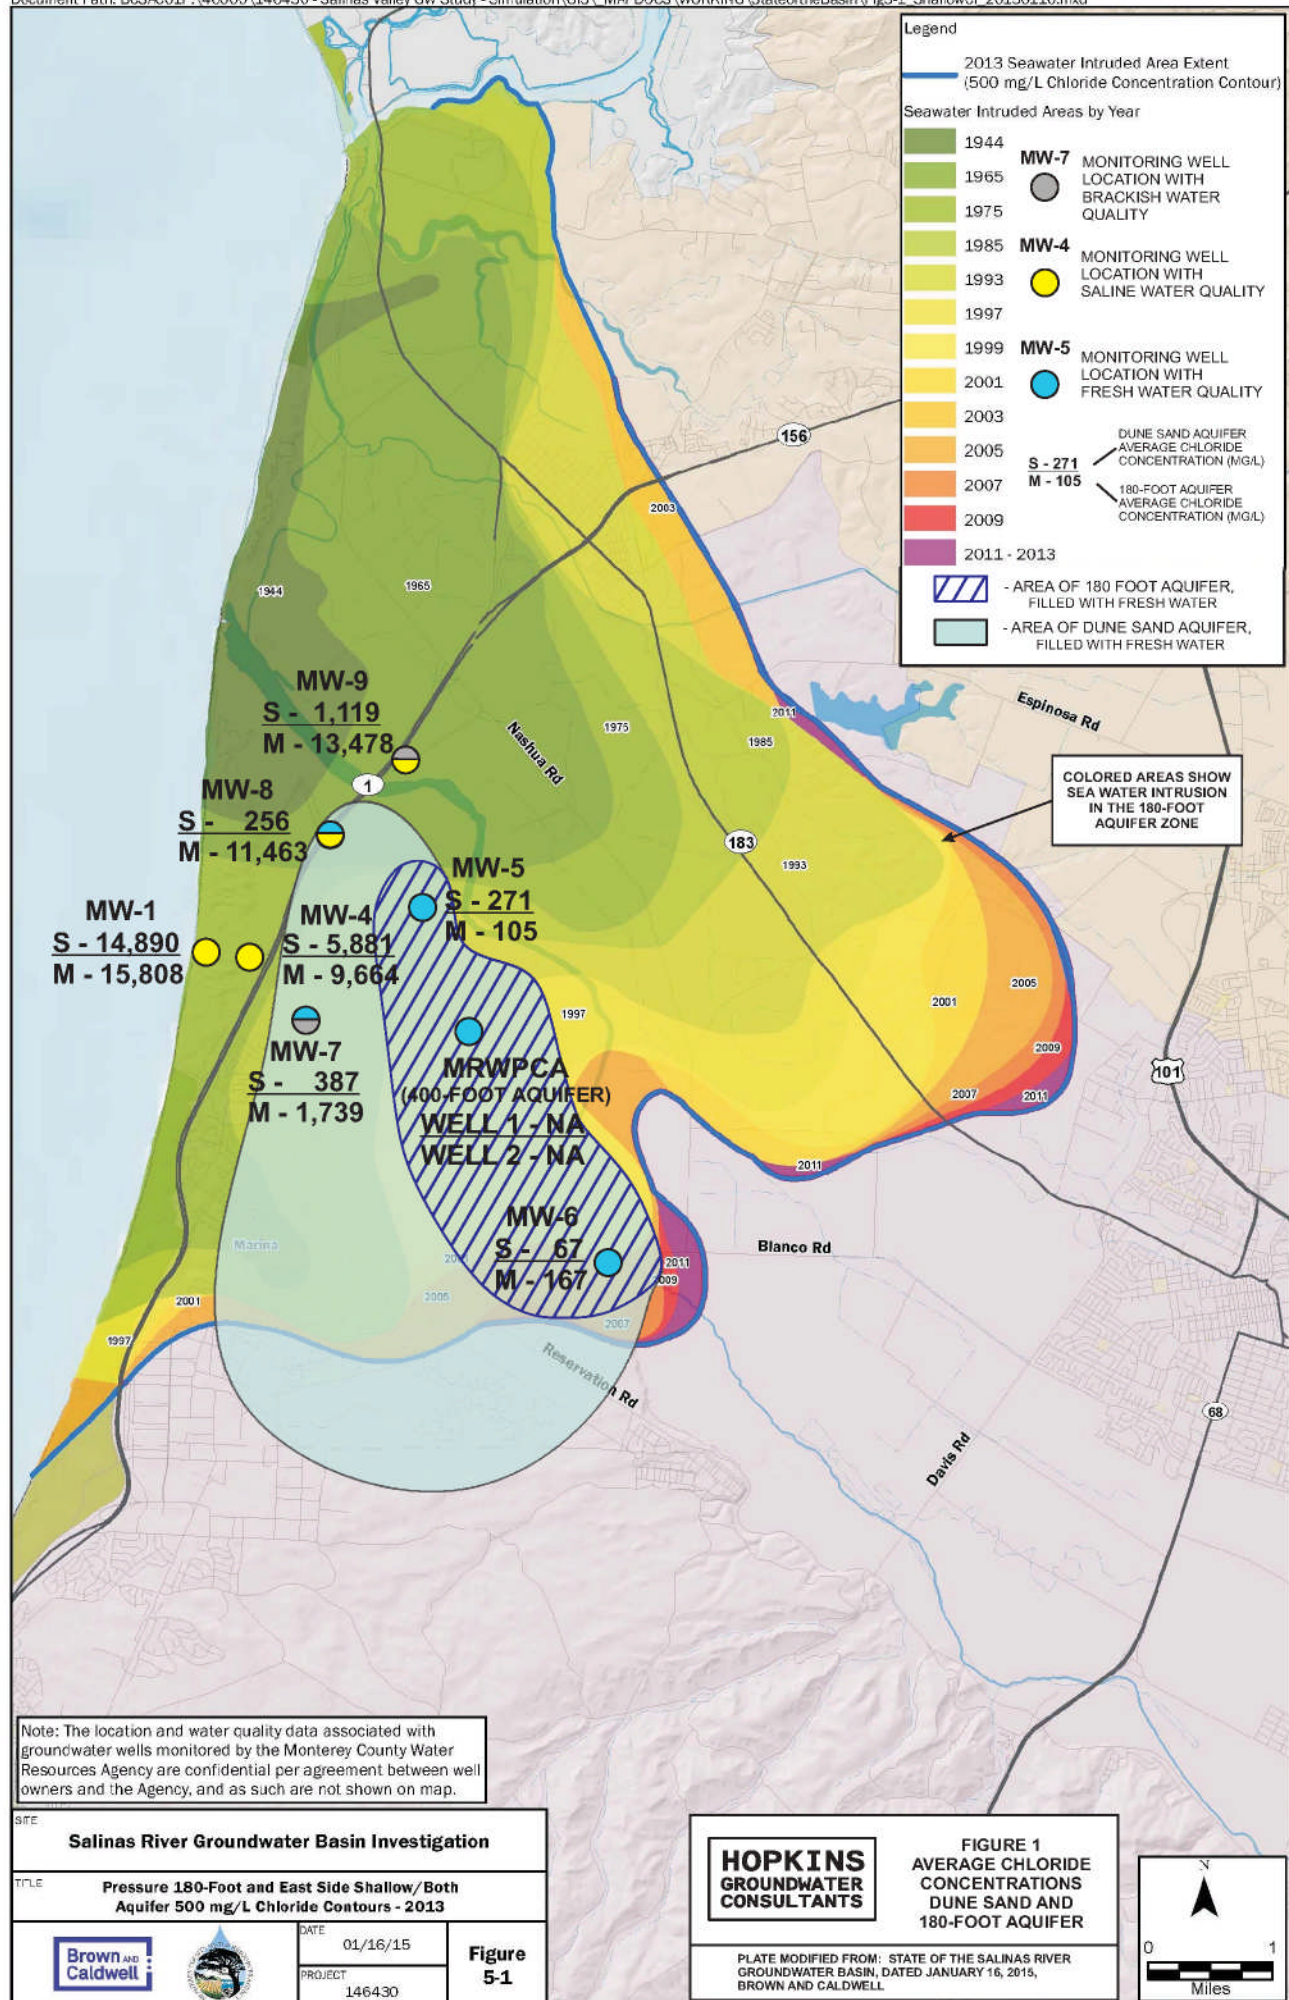 Legend
2013 Seawater Intruded Area Extent
(500 mg/L Chloride Concentration Contour)
Seawater Intruded Areas by Year
1944
1965
1975
1985
1993
1997
1999
2001
2003
2005
2007
2009
2011 - 2013
MW-7
MONITORING WELL
LOCATION WITH
BRACKISH WATER
QUALITY
MW-4
MONITORING WELL
LOCATION WITH
SALINE WATER QUALITY
MW-5
MONITORING WELL
LOCATION WITH
FRESH WATER QUALITY
S - 271
M - 105
DUNE SAND AQUIFER
AVERAGE CHLORIDE
CONCENTRATION (MG/L)
180-FOOT AQUIFER
AVERAGE CHLORIDE
CONCENTRATION (MG/L)
- AREA OF 180 FOOT AQUIFER,
FILLED WITH FRESH WATER
- AREA OF DUNE SAND AQUIFER,
FILLED WITH FRESH WATER
156
2003
1944
1965
MW-9
S - 1,119
M - 13,478
Nashua Rd
1975
2011
1985
Espinosa Rd
1
COLORED AREAS SHOW
SEA WATER INTRUSION
IN THE 180-FOOT
AQUIFER ZONE
MW-8
S - 256
M - 11,463
183
1993
MW-5
S - 271
M - 105
MW-1
S - 14,890
M - 15,808
MW-4
S - 5,881
M - 9,664
2005
2001
1997
2009
101
MW-7
S - 387
M - 1,739
MRWPCA
(400-FOOT AQUIFER)
WELL 1 - NA
WELL 2 - NA
2007
2011
2011
MW-6
S - 67
M - 167
Marina
Blanco Rd
2011
2009
2001
2005
1997
2007
Reservation Rd
68
Davis Rd
Note: The location and water quality data associated with
groundwater wells monitored by the Monterey County Water
Resources Agency are confidential per agreement between well
owners and the Agency, and as such are not shown on map.
SITE
Salinas River Groundwater Basin Investigation
TITLE
Pressure 180-Foot and East Side Shallow/Both
Aquifer 500 mg/L Chloride Contours - 2013
Brown AND
Caldwell
DATE
01/16/15
PROJECT
146430
Figure
5-1
HOPKINS
GROUNDWATER
CONSULTANTS
FIGURE 1
AVERAGE CHLORIDE
CONCENTRATIONS
DUNE SAND AND
180-FOOT AQUIFER
PLATE MODIFIED FROM: STATE OF THE SALINAS RIVER
GROUNDWATER BASIN, DATED JANUARY 16, 2015,
BROWN AND CALDWELL
N
0 1
Miles